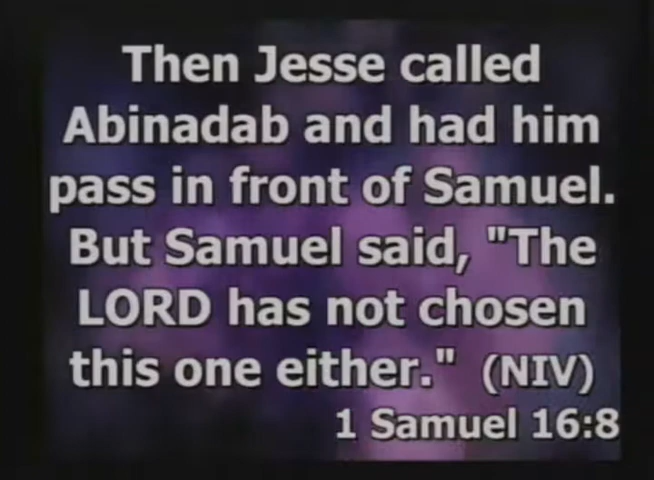 Then Jesse called
Abinadab and had him
pass in front of Samuel.
But Samuel said, "The
LORD has not chosen
this one either." (NIV)
1 Samuel 16:8